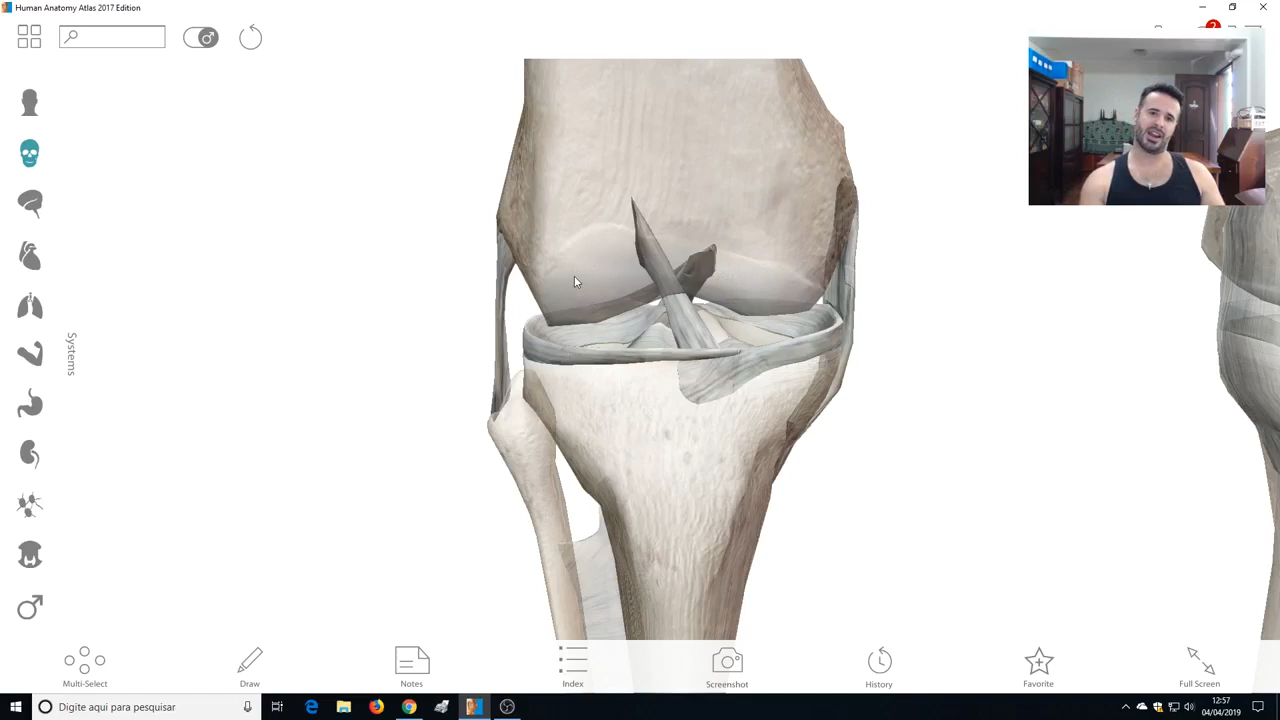 Human Anatomy Atlas 2017 Edition
2
Systems
Multi-Select
Draw
Notes
Index
Screenshot
History
Favorite
Full Screen
Digite aqui para pesquisar
12:57
04/04/2019